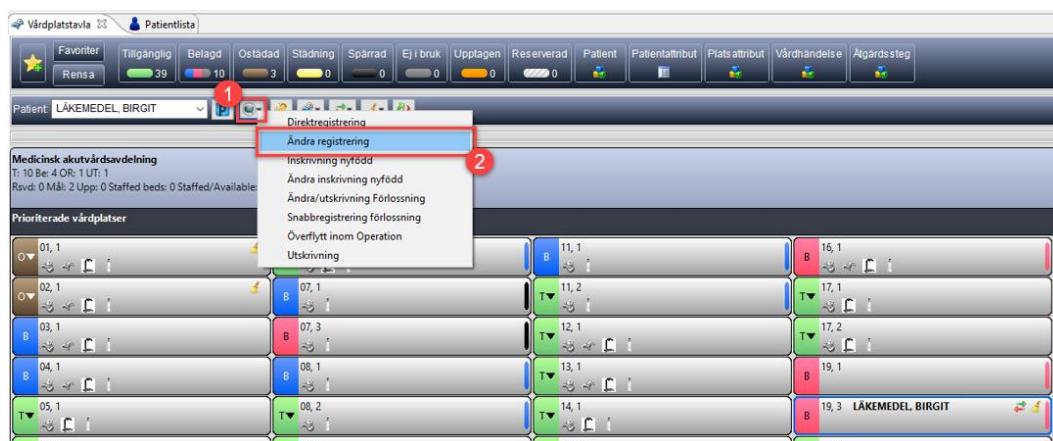 Vårdplatstavla Patientlista
Favoriter Tillgänglig Belagd Ostädad Städning Spärrad Ej i bruk Upptagen Reserverad Patient Patientattribut Platsattribut Vårdhändelse Åtgärdssteg
Rensa 39 10 3 0 0 0 0 0
1
Patient: LÄKEMEDEL, BIRGIT P
Direktregistrering
Ändra registrering
2
Inskrivning nyfödd
Ändra inskrivning nyfödd
Ändra/utskrivning Förlossning
Snabbregistrering förlossning
Överflytt inom Operation
Utskrivning
Medicinsk akutvårdsavdelning
T: 10 Be: 4 OR: 1 UT: 1
Rsvd: 0 Mål: 2 Upp: 0 Staffed beds: 0 Staffed/Available:
Prioriterade vårdplatser
O 01, 1
B 11, 1
B 16, 1
O 02, 1
B 07, 1
T 11, 2
T 17, 1
B 03, 1
B 07, 3
T 12, 1
T 17, 2
B 04, 1
B 08, 1
T 13, 1
B 19, 1
T 05, 1
T 08, 2
T 14, 1
B 19, 3 LÄKEMEDEL, BIRGIT